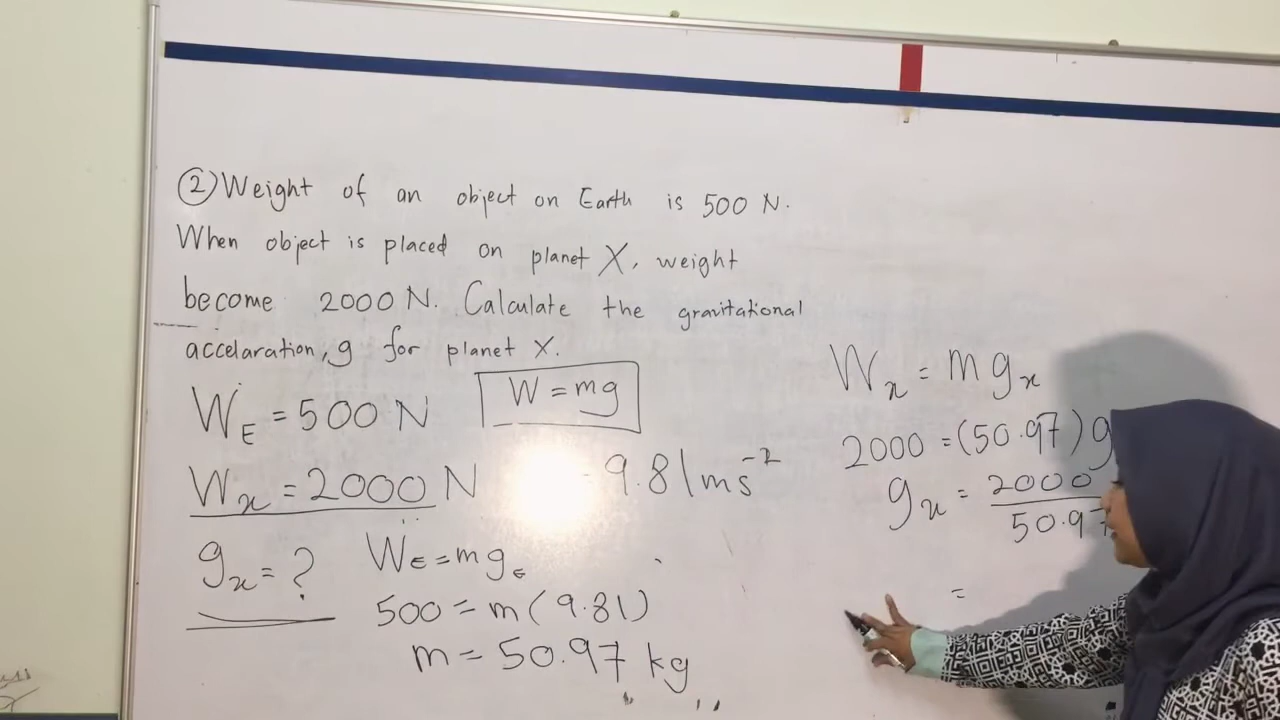 ② Weight of an object on Earth is 500 N.
When object is placed on planet X, weight
become 2000 N. Calculate the gravitational
accelaration, g for planet X.
W_E = 500 N
W = mg
W_x = 2000 N
9.81 ms⁻²
g_x = ?
W_E = mg_E
500 = m (9.81)
m = 50.97 kg
W_x = mg_x
2000 = (50.97) g
g_x = 2000 / 50.97
=